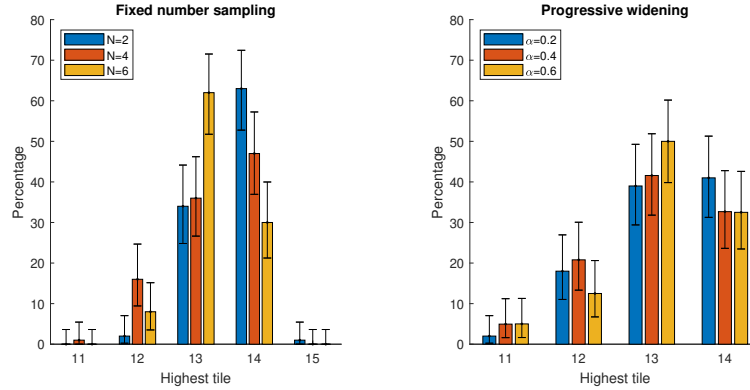 Fixed number sampling
80
70
60
50
40
30
20
10
0
Percentage
N=2
N=4
N=6
11 12 13 14 15
Highest tile
Progressive widening
80
70
60
50
40
30
20
10
0
Percentage
α=0.2
α=0.4
α=0.6
11 12 13 14
Highest tile